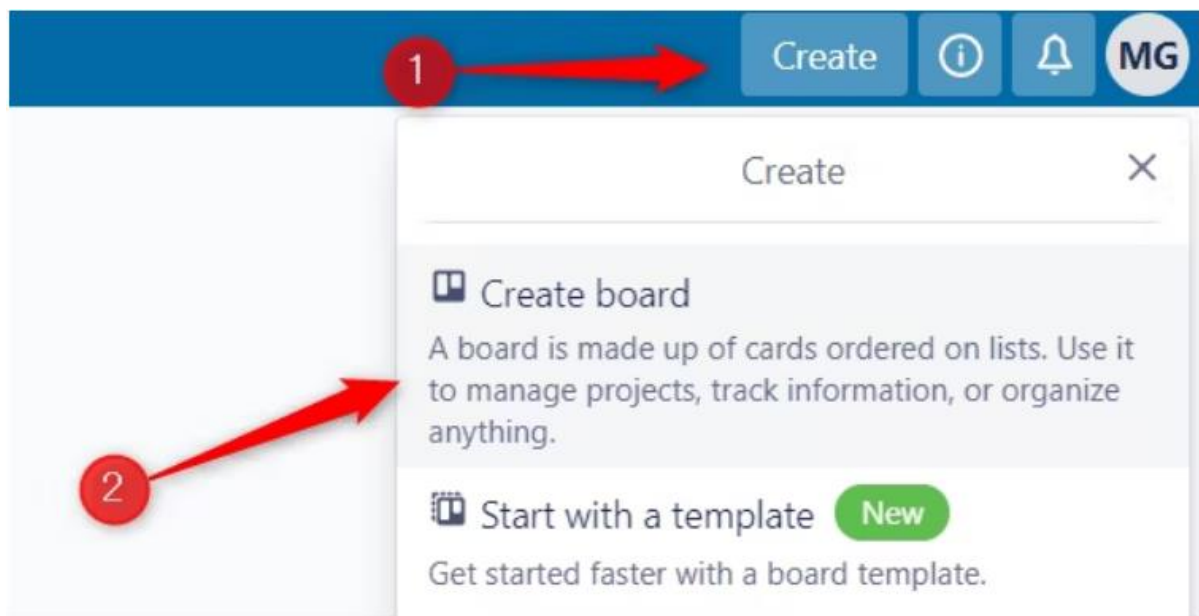 1
Create
MG
Create
Create board
A board is made up of cards ordered on lists. Use it
to manage projects, track information, or organize
anything.
2
Start with a template New
Get started faster with a board template.